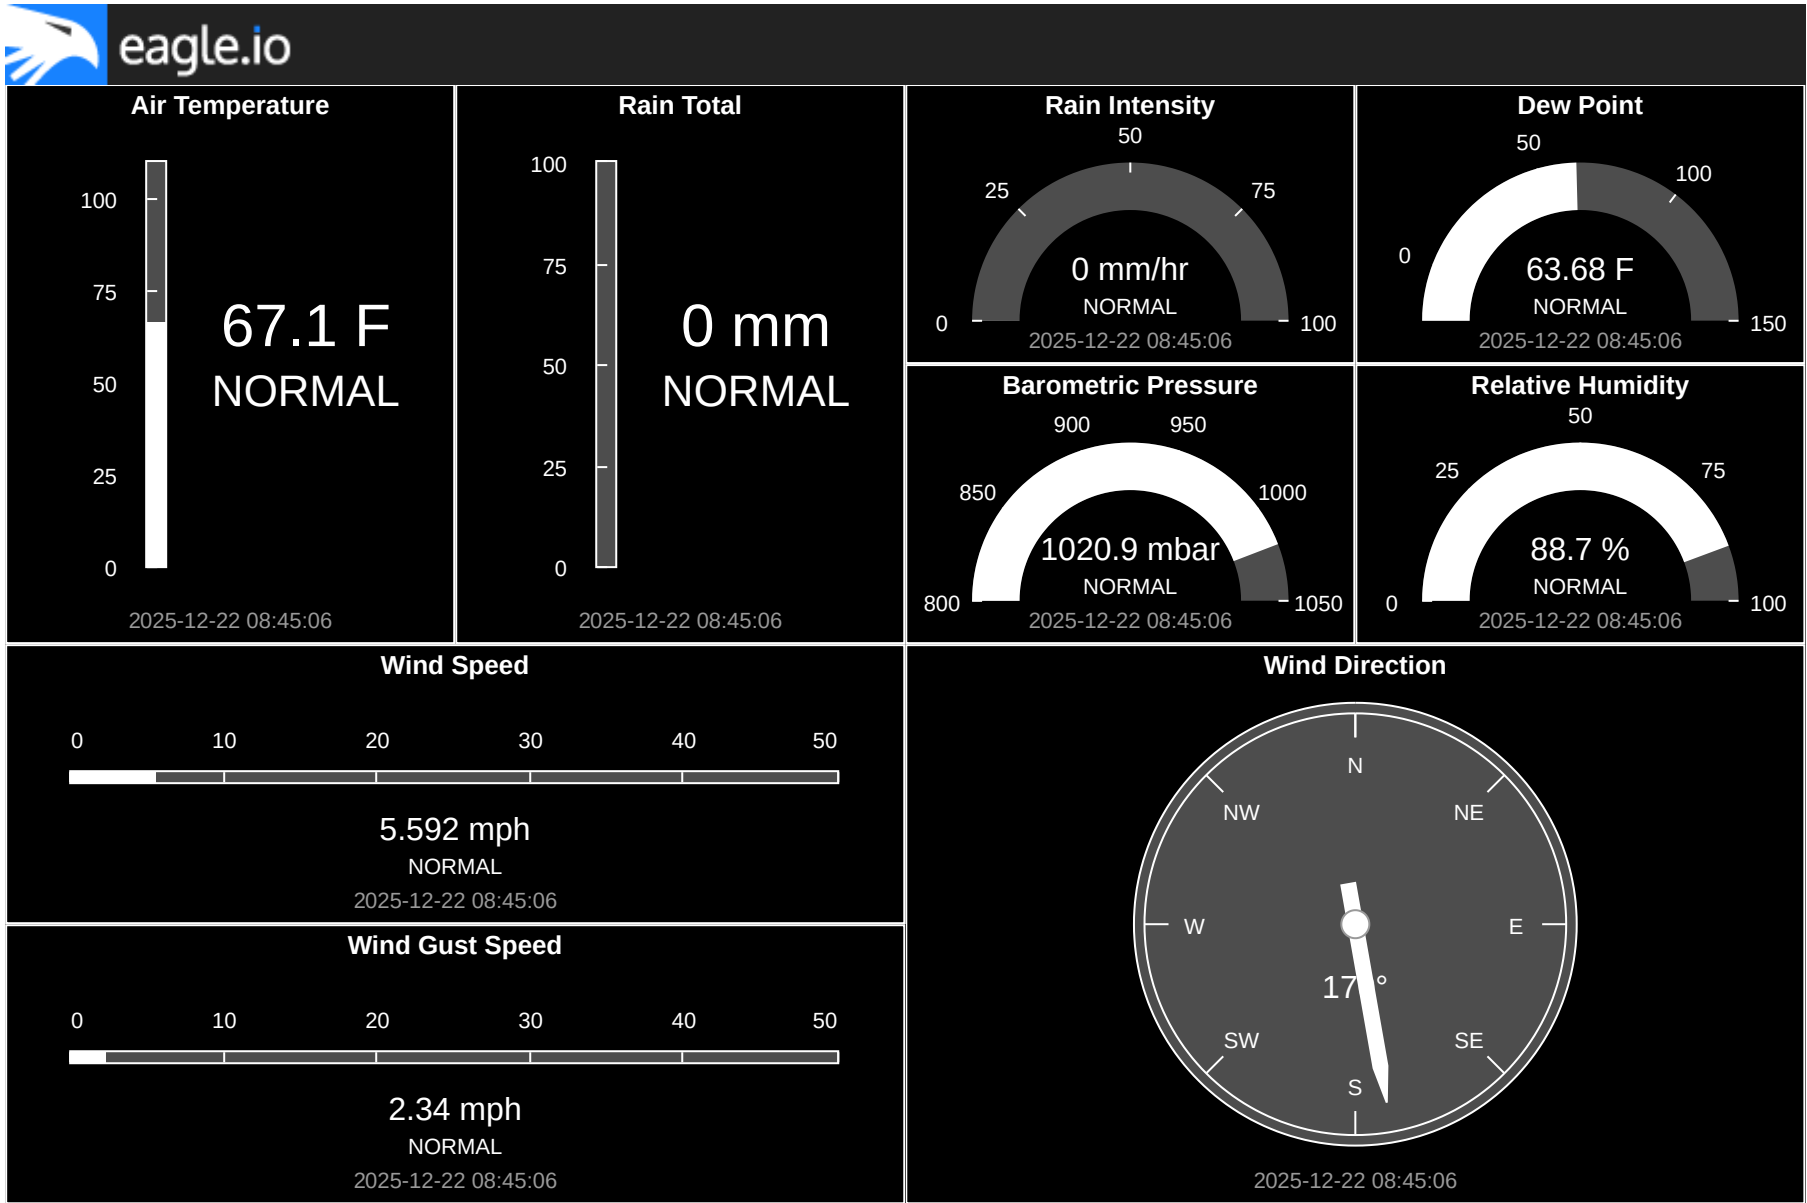 eagle.io
Air Temperature
100
75
50
25
0
67.1 F
NORMAL
2025-12-22 08:45:06
Rain Total
100
75
50
25
0
0 mm
NORMAL
2025-12-22 08:45:06
Rain Intensity
0
25
50
75
100
0 mm/hr
NORMAL
2025-12-22 08:45:06
Dew Point
0
50
100
150
63.68 F
NORMAL
2025-12-22 08:45:06
Barometric Pressure
800
850
900
950
1000
1050
1020.9 mbar
NORMAL
2025-12-22 08:45:06
Relative Humidity
0
25
50
75
100
88.7 %
NORMAL
2025-12-22 08:45:06
Wind Speed
0 10 20 30 40 50
5.592 mph
NORMAL
2025-12-22 08:45:06
Wind Gust Speed
0 10 20 30 40 50
2.34 mph
NORMAL
2025-12-22 08:45:06
Wind Direction
N
NW NE
W E
SW SE
S
2025-12-22 08:45:06